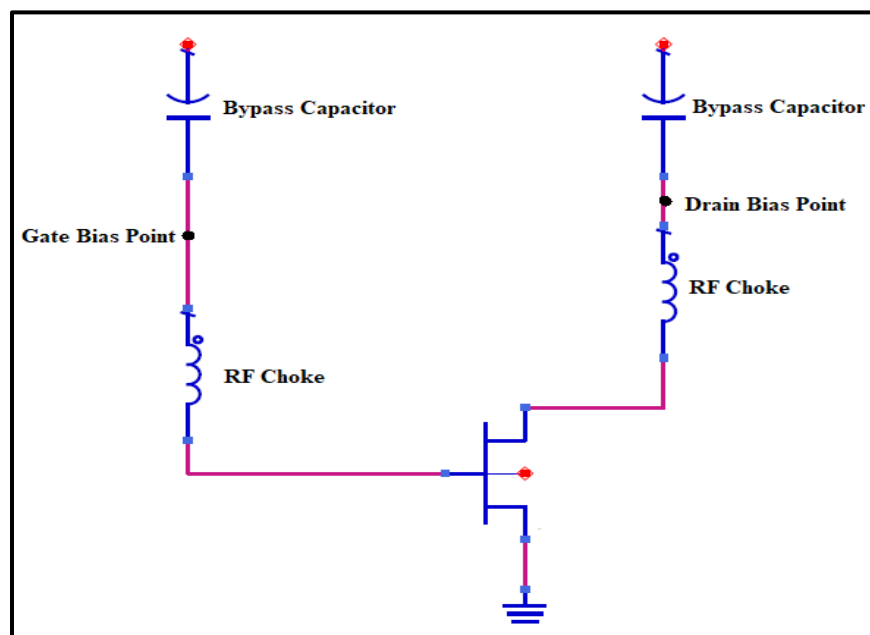 Bypass Capacitor
Bypass Capacitor
Drain Bias Point
Gate Bias Point
RF Choke
RF Choke